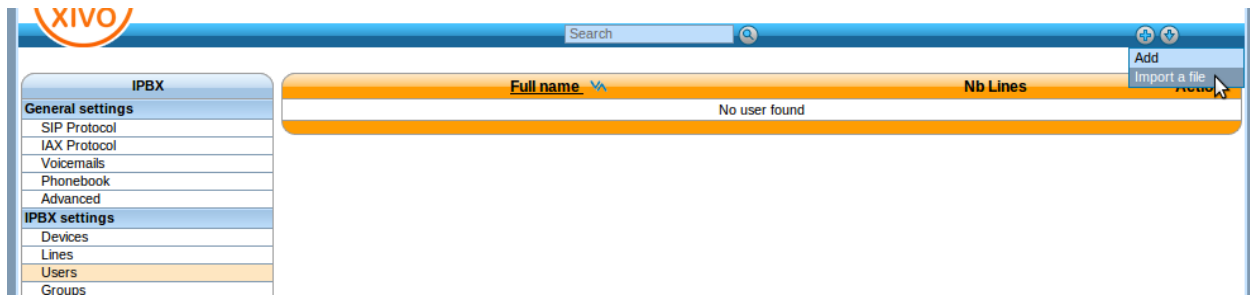 XIVO
Search
Add
Import a file
IPBX
General settings
SIP Protocol
IAX Protocol
Voicemails
Phonebook
Advanced
IPBX settings
Devices
Lines
Users
Groups
Full name Nb Lines
No user found